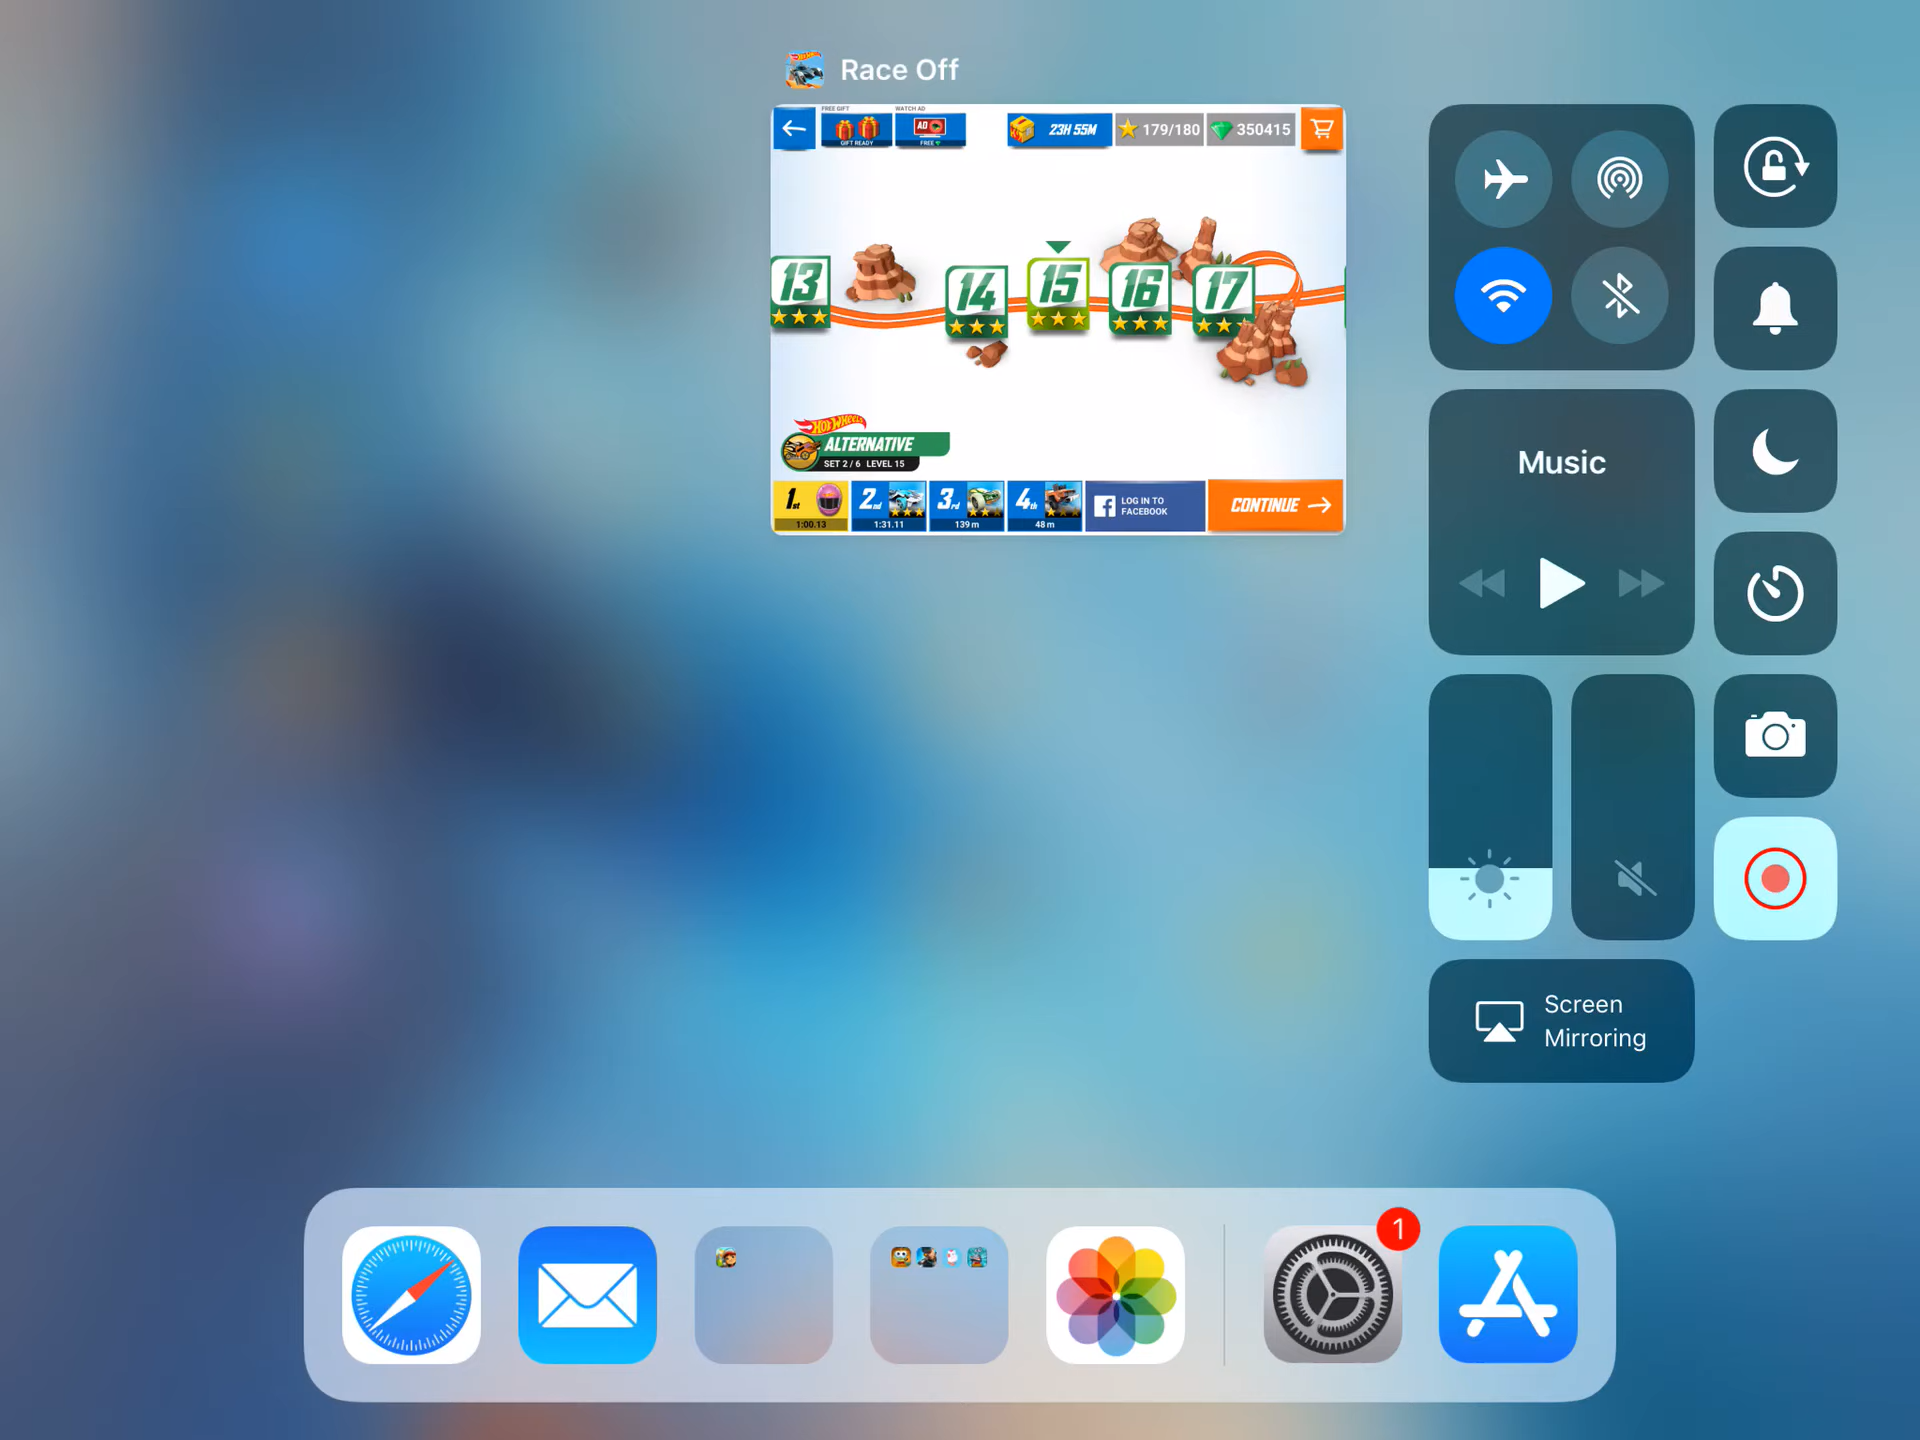 Race Off
FREE GIFT
WATCH AD
GIFT READY
AD
FREE
23H 55M
179/180
350415
13
14
15
16
17
HOT WHEELS
ALTERNATIVE
SET 2 / 6 LEVEL 15
1st
1:00.13
2nd
1:31.11
3rd
139 m
4th
48 m
LOG IN TO
FACEBOOK
CONTINUE
Music
Screen
Mirroring
1